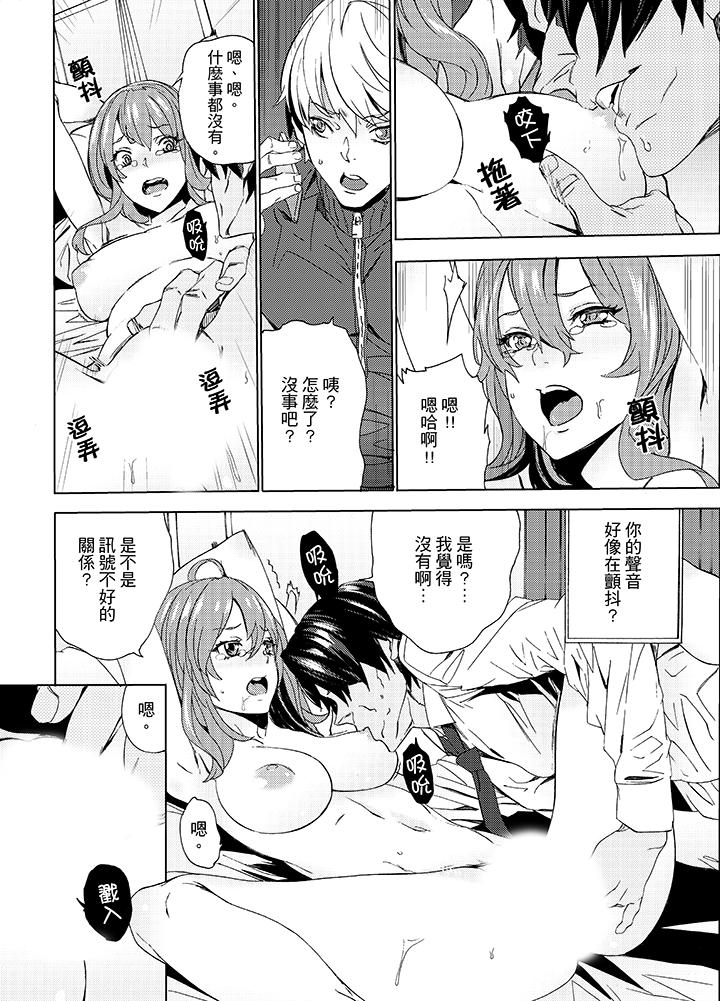 咬下
拖著
嗯!!
嗯哈啊!!
顫抖
咦?
怎麼了?
沒事吧?
嗯、嗯。
什麼事都沒有。
顫抖
吸吮
逗弄
逗弄
你的聲音
好像在顫抖?
是嗎?…
我覺得
沒有啊…
吸吮
是不是
訊號不好的
關係?
吸吮
嗯。
嗯。
戳入